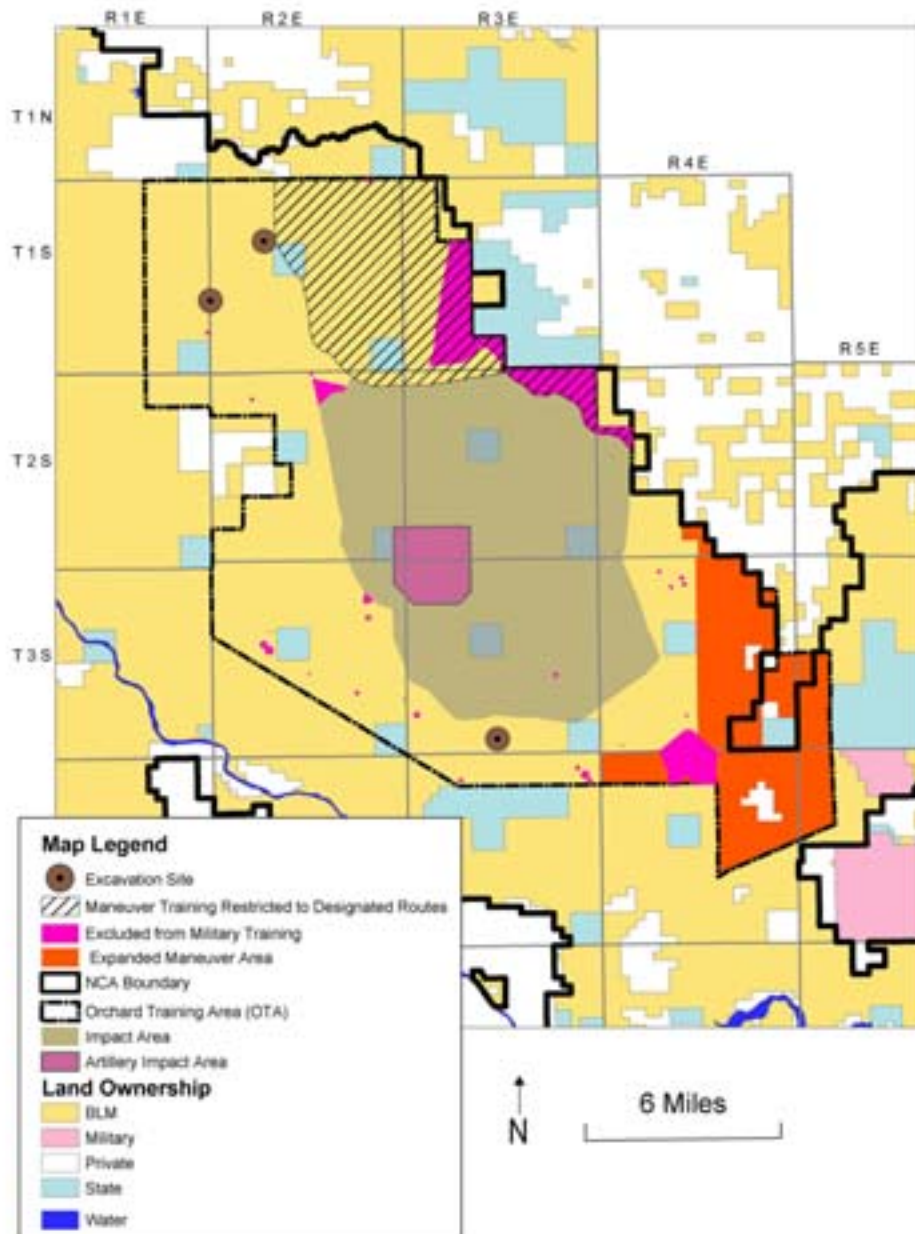 R1E R2E R3E
T1N
R4E
T1S
R5E
T2S
T3S
Map Legend
Excavation Site
Maneuver Training Restricted to Designated Routes
Excluded from Military Training
Expanded Maneuver Area
NCA Boundary
Orchard Training Area (OTA)
Impact Area
Artillery Impact Area
Land Ownership
BLM
Military
Private
State
Water
N
6 Miles